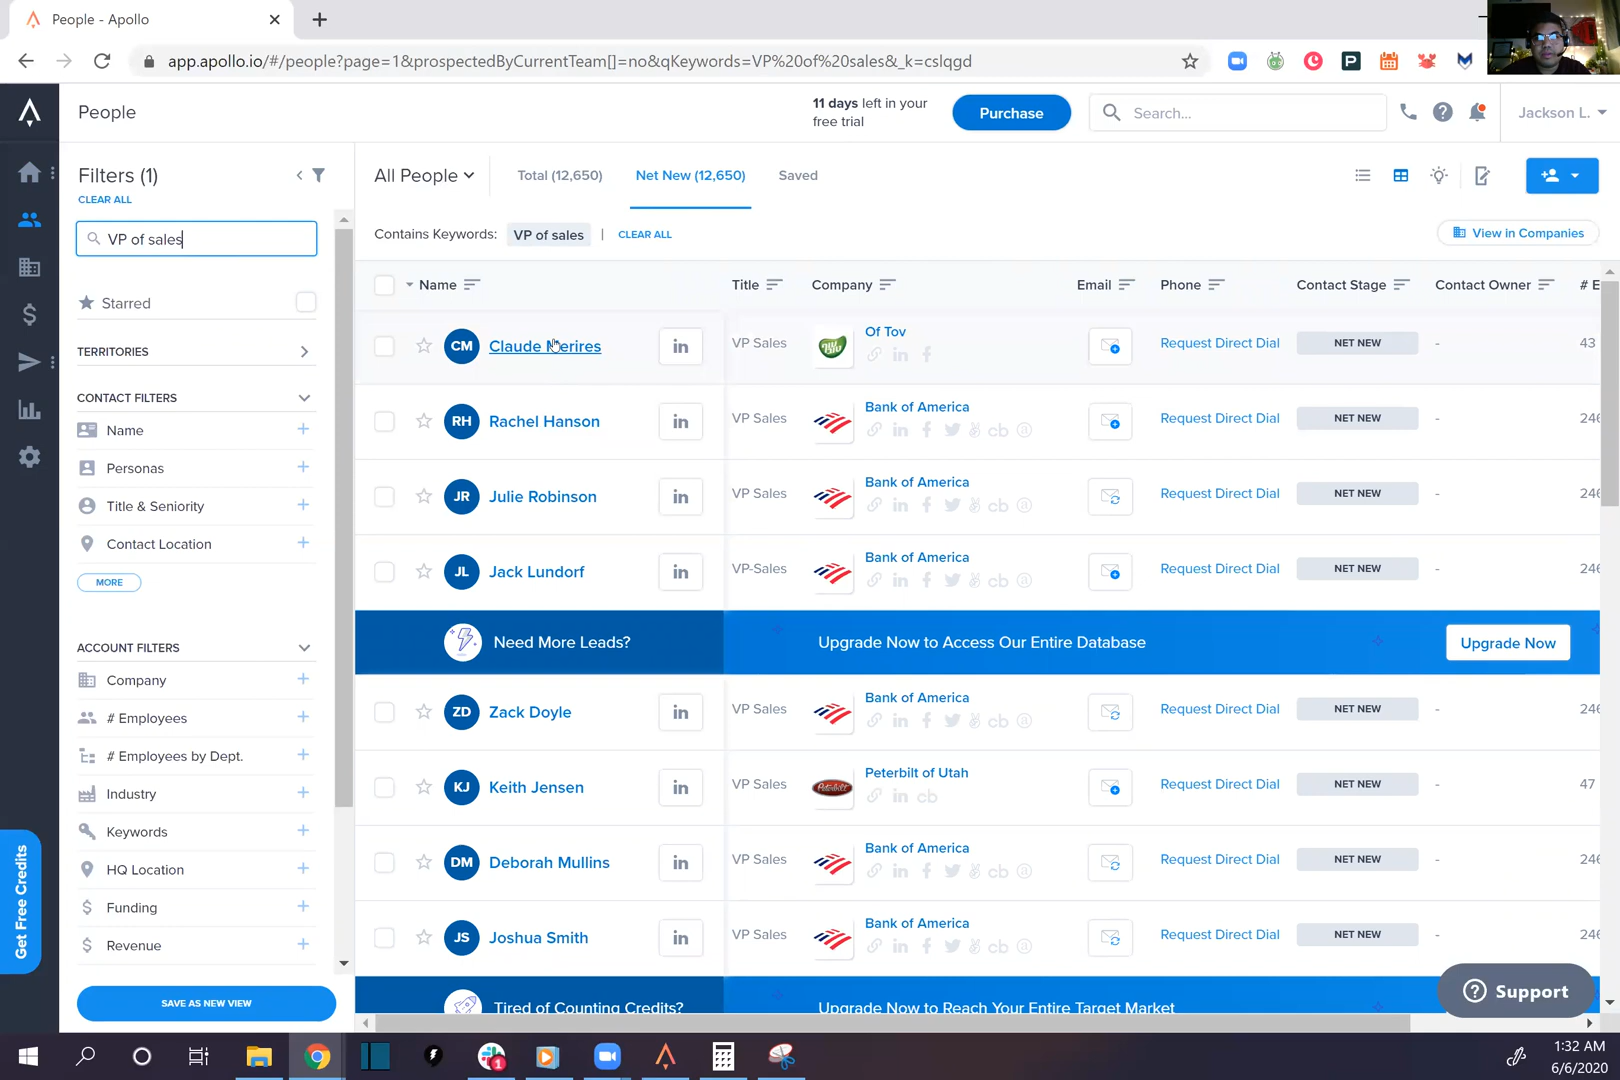 People - Apollo
app.apollo.io/#/people?page=1&prospectedByCurrentTeam[]=no&qKeywords=VP%20of%20sales&_k=cslqgd
People
11 days left in your
free trial
Purchase
Search...
Jackson L.
Filters (1)
CLEAR ALL
VP of sales
Starred
TERRITORIES
CONTACT FILTERS
Name
Personas
Title & Seniority
Contact Location
MORE
ACCOUNT FILTERS
Company
# Employees
# Employees by Dept.
Industry
Keywords
HQ Location
Funding
Revenue
SAVE AS NEW VIEW
Get Free Credits
All People
Total (12,650)
Net New (12,650)
Saved
Contains Keywords: VP of sales | CLEAR ALL
View in Companies
Name Title Company Email Phone Contact Stage Contact Owner # E
CM Claude in VP Sales Of Tov Request Direct Dial NET NEW - 43
RH Rachel Hanson in VP Sales Bank of America Request Direct Dial NET NEW - 246
JR Julie Robinson in VP Sales Bank of America Request Direct Dial NET NEW - 246
JL Jack Lundorf in VP-Sales Bank of America Request Direct Dial NET NEW - 246
Need More Leads? Upgrade Now to Access Our Entire Database Upgrade Now
ZD Zack Doyle in VP Sales Bank of America Request Direct Dial NET NEW - 246
KJ Keith Jensen in VP Sales Peterbilt of Utah Request Direct Dial NET NEW - 47
DM Deborah Mullins in VP Sales Bank of America Request Direct Dial NET NEW - 246
JS Joshua Smith in VP Sales Bank of America Request Direct Dial NET NEW - 246
Tired of Counting Credits? Upgrade Now to Reach Your Entire Target Market
Support
1:32 AM
6/6/2020